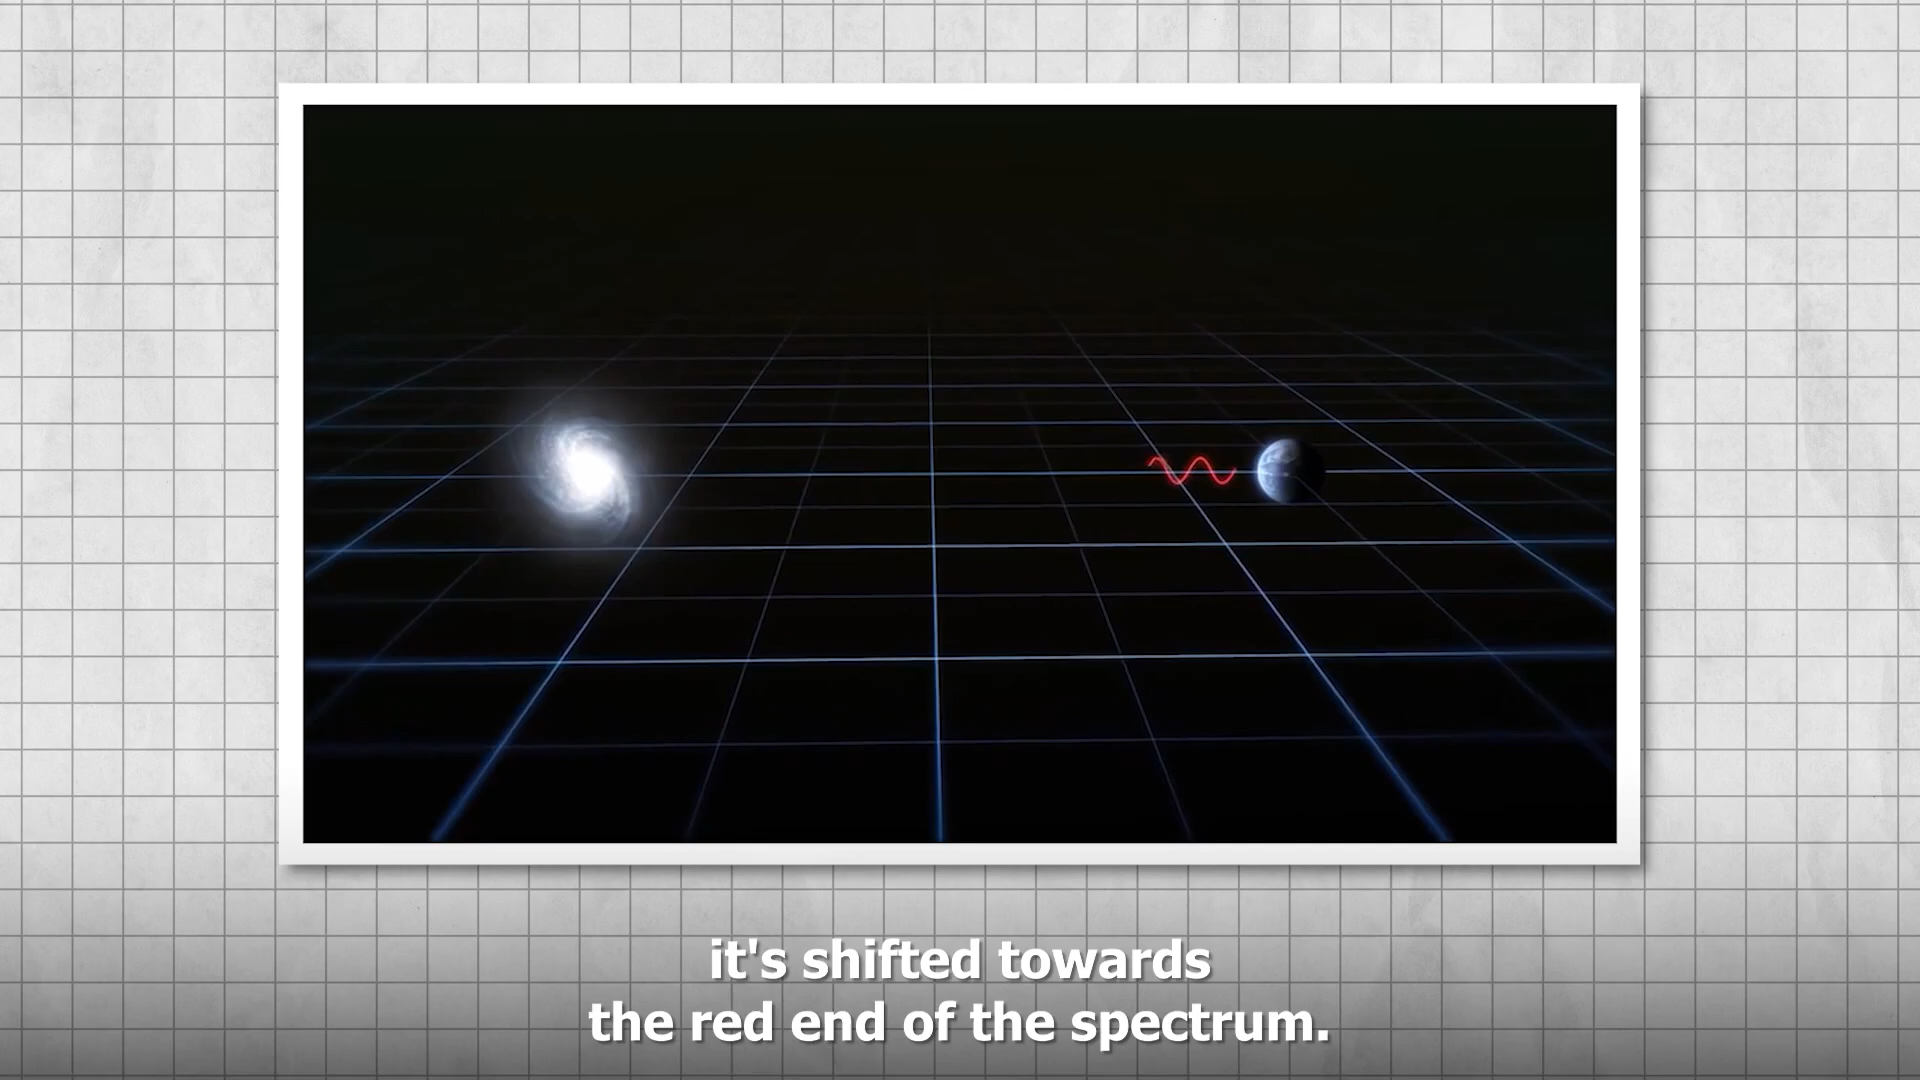 it's shifted towards
the red end of the spectrum.